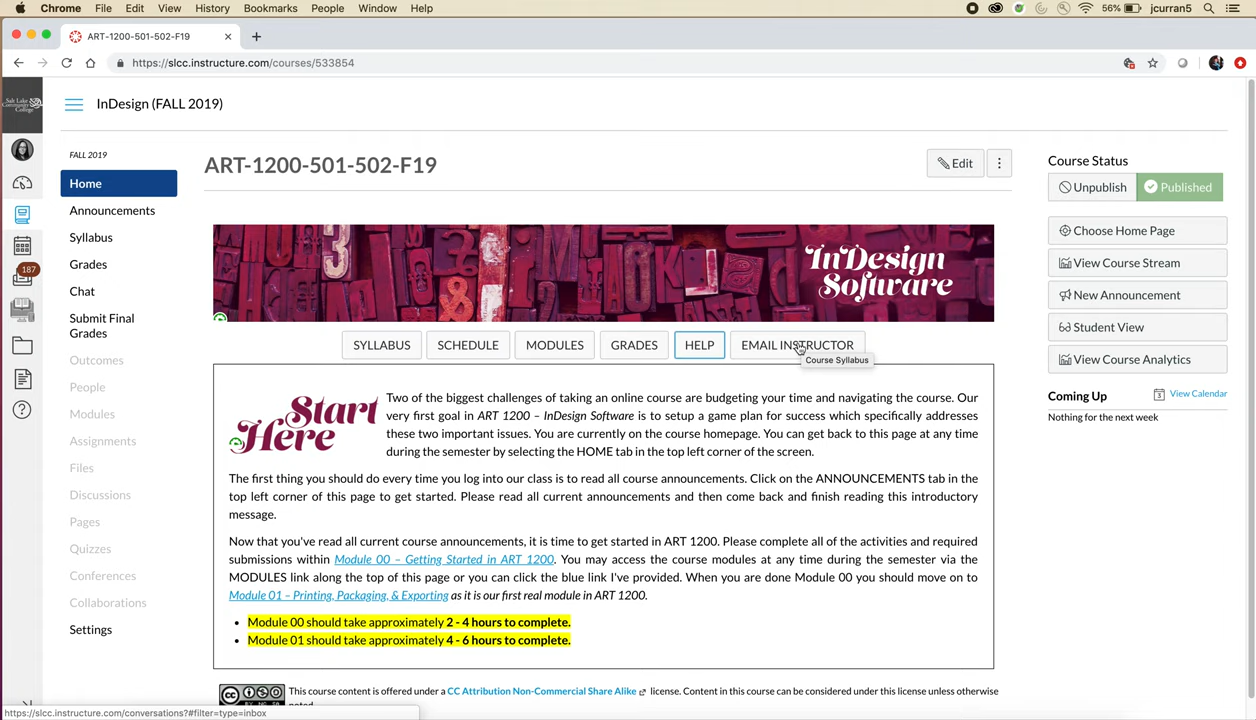 Chrome File Edit View History Bookmarks People Window Help 56% jcurran5
ART-1200-501-502-F19
https://slcc.instructure.com/courses/533854
Salt Lake Community College
InDesign (FALL 2019)
FALL 2019
Home
Announcements
Syllabus
Grades
Chat
Submit Final
Grades
Outcomes
People
Modules
Assignments
Files
Discussions
Pages
Quizzes
Conferences
Collaborations
Settings
187
ART-1200-501-502-F19
Edit
InDesign
Software
SYLLABUS SCHEDULE MODULES GRADES HELP EMAIL INSTRUCTOR
Course Syllabus
Start
Here
Two of the biggest challenges of taking an online course are budgeting your time and navigating the course. Our
very first goal in ART 1200 – InDesign Software is to setup a game plan for success which specifically addresses
these two important issues. You are currently on the course homepage. You can get back to this page at any time
during the semester by selecting the HOME tab in the top left corner of the screen.
The first thing you should do every time you log into our class is to read all course announcements. Click on the ANNOUNCEMENTS tab in the
top left corner of this page to get started. Please read all current announcements and then come back and finish reading this introductory
message.
Now that you've read all current course announcements, it is time to get started in ART 1200. Please complete all of the activities and required
submissions within Module 00 – Getting Started in ART 1200. You may access the course modules at any time during the semester via the
MODULES link along the top of this page or you can click the blue link I've provided. When you are done Module 00 you should move on to
Module 01 – Printing, Packaging, & Exporting as it is our first real module in ART 1200.
Module 00 should take approximately 2 - 4 hours to complete.
Module 01 should take approximately 4 - 6 hours to complete.
This course content is offered under a CC Attribution Non-Commercial Share Alike license. Content in this course can be considered under this license unless otherwise
noted.
Course Status
Unpublish Published
Choose Home Page
View Course Stream
New Announcement
Student View
View Course Analytics
Coming Up View Calendar
Nothing for the next week
https://slcc.instructure.com/conversations?#filter=type=inbox